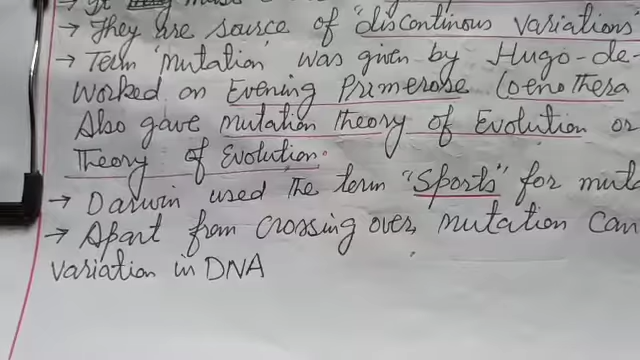 → They are source of "discontinous variations"
→ Term 'mutation' was given by Hugo-de-
Worked on Evening Primerose (oenothera
Also gave mutation theory of Evolution or
Theory of Evolution.
→ Darwin used the term "Sports" for muta
→ Apart from crossing over, mutation can
variation in DNA